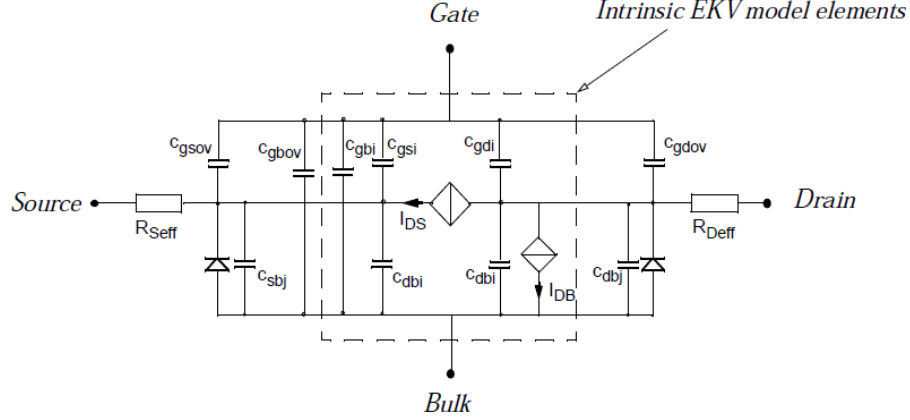 Intrinsic EKV model elements
Gate
cgsov
cgbov
cgbi
cgsi
cgdi
cgdov
Source
RSeff
IDS
RDeff
Drain
csbj
cdbi
cdbi
IDB
cdbj
Bulk